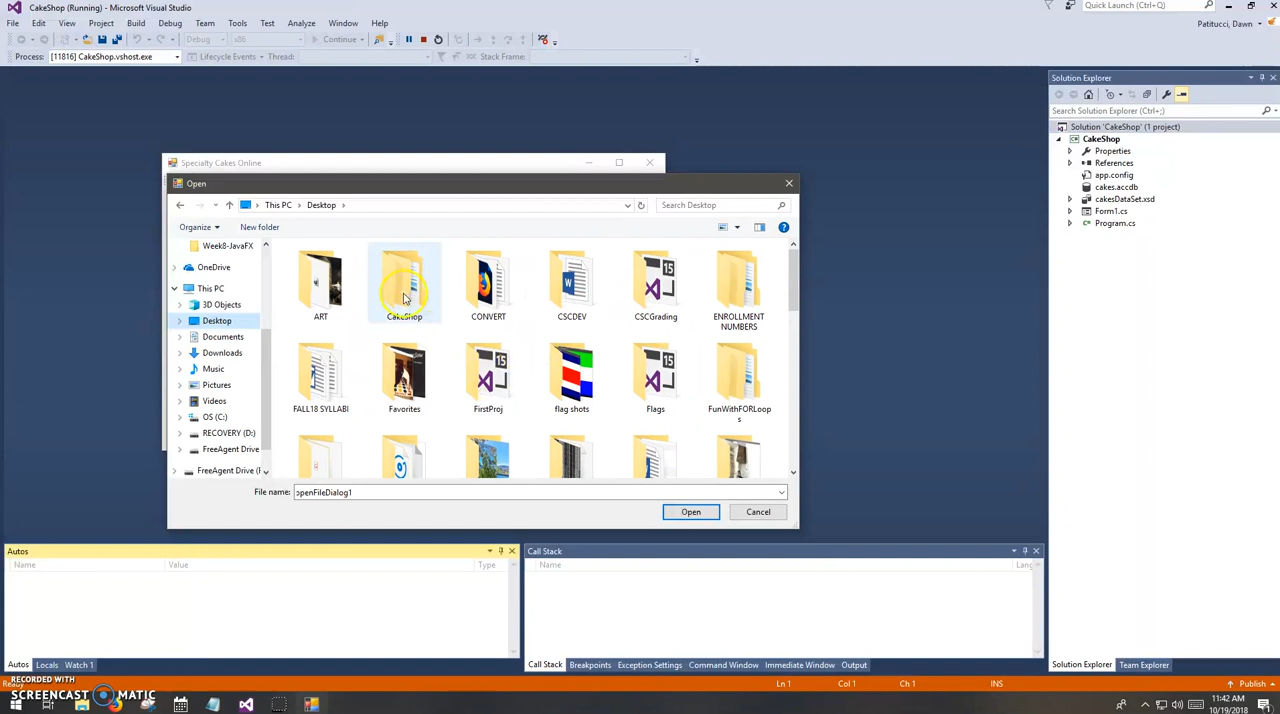 CakeShop (Running) - Microsoft Visual Studio
Quick Launch (Ctrl+;)
File Edit View Project Build Debug Team Tools Test Analyze Window Help
Patitucci, Dawn
Debug x86 Continue
Process: [11816] CakeShop.vshost.exe Lifecycle Events Thread: Stack Frame:
Solution Explorer
Search Solution Explorer (Ctrl+;)
Solution 'CakeShop' (1 project)
CakeShop
Properties
References
app.config
cakes.accdb
cakesDataSet.xsd
Form1.cs
Program.cs
Specialty Cakes Online
Open
This PC Desktop
Search Desktop
Organize New folder
Week8-JavaFX
OneDrive
This PC
3D Objects
Desktop
Documents
Downloads
Music
Pictures
Videos
OS (C:)
RECOVERY (D:)
FreeAgent Drive
FreeAgent Drive (F
ART CakeShop CONVERT CSCDEV CSCGrading ENROLLMENT NUMBERS
FALL18 SYLLABI Favorites FirstProj flag shots Flags FunWithFORLoops
File name: openFileDialog1
Open Cancel
Autos
Name Value Type
Call Stack
Name Lang
Autos Locals Watch 1
Call Stack Breakpoints Exception Settings Command Window Immediate Window Output
Solution Explorer Team Explorer
RECORDED WITH
SCREENCAST MATIC
Ready
Ln 1 Col 1 Ch 1 INS
Publish
11:42 AM
10/19/2018